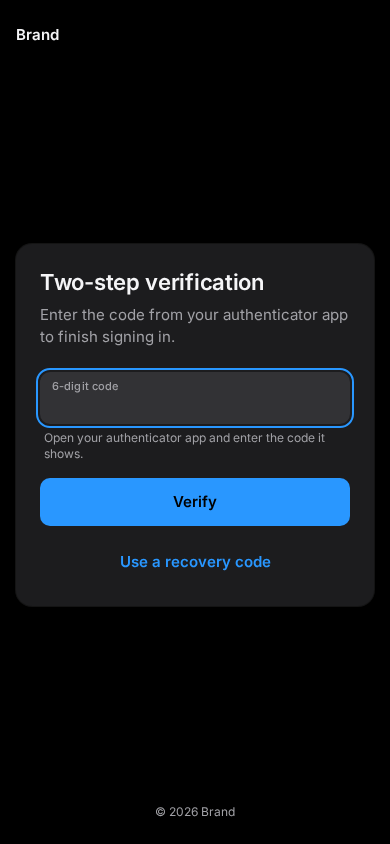 Brand
Two-step verification
Enter the code from your authenticator app
to finish signing in.
6-digit code
Open your authenticator app and enter the code it
shows.
Verify
Use a recovery code
© 2026 Brand